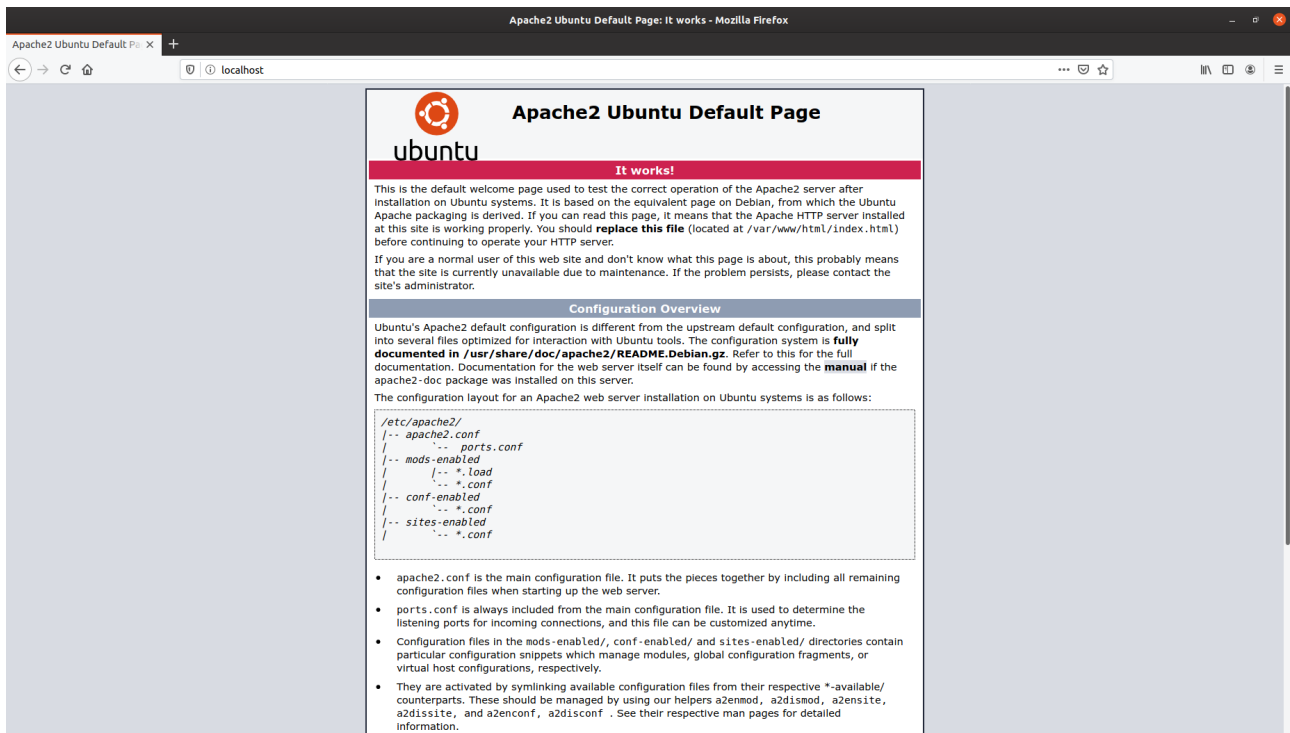 Apache2 Ubuntu Default Page: It works - Mozilla Firefox
Apache2 Ubuntu Default Pa
localhost
ubuntu
Apache2 Ubuntu Default Page
It works!
This is the default welcome page used to test the correct operation of the Apache2 server after
installation on Ubuntu systems. It is based on the equivalent page on Debian, from which the Ubuntu
Apache packaging is derived. If you can read this page, it means that the Apache HTTP server installed
at this site is working properly. You should replace this file (located at /var/www/html/index.html)
before continuing to operate your HTTP server.
If you are a normal user of this web site and don't know what this page is about, this probably means
that the site is currently unavailable due to maintenance. If the problem persists, please contact the
site's administrator.
Configuration Overview
Ubuntu's Apache2 default configuration is different from the upstream default configuration, and split
into several files optimized for interaction with Ubuntu tools. The configuration system is fully
documented in /usr/share/doc/apache2/README.Debian.gz. Refer to this for the full
documentation. Documentation for the web server itself can be found by accessing the manual if the
apache2-doc package was installed on this server.
The configuration layout for an Apache2 web server installation on Ubuntu systems is as follows:
/etc/apache2/
|-- apache2.conf
|       `--  ports.conf
|-- mods-enabled
|       |-- *.load
|       `-- *.conf
|-- conf-enabled
|       `-- *.conf
|-- sites-enabled
|       `-- *.conf
• apache2.conf is the main configuration file. It puts the pieces together by including all remaining
configuration files when starting up the web server.
• ports.conf is always included from the main configuration file. It is used to determine the
listening ports for incoming connections, and this file can be customized anytime.
• Configuration files in the mods-enabled/, conf-enabled/ and sites-enabled/ directories contain
particular configuration snippets which manage modules, global configuration fragments, or
virtual host configurations, respectively.
• They are activated by symlinking available configuration files from their respective *-available/
counterparts. These should be managed by using our helpers a2enmod, a2dismod, a2ensite,
a2dissite, and a2enconf, a2disconf . See their respective man pages for detailed
information.